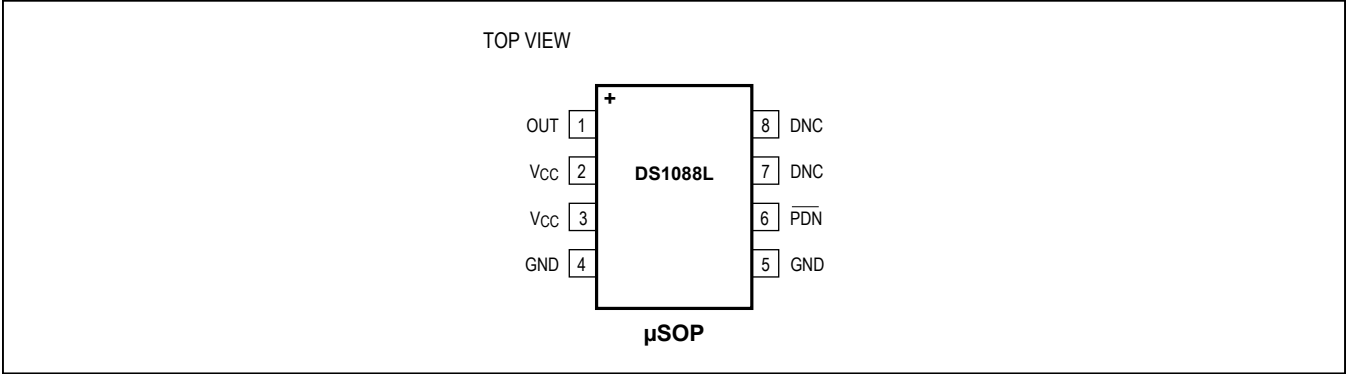 TOP VIEW
+
OUT 1 8 DNC
VCC 2 DS1088L 7 DNC
VCC 3 6 P̅D̅N̅
GND 4 5 GND
µSOP